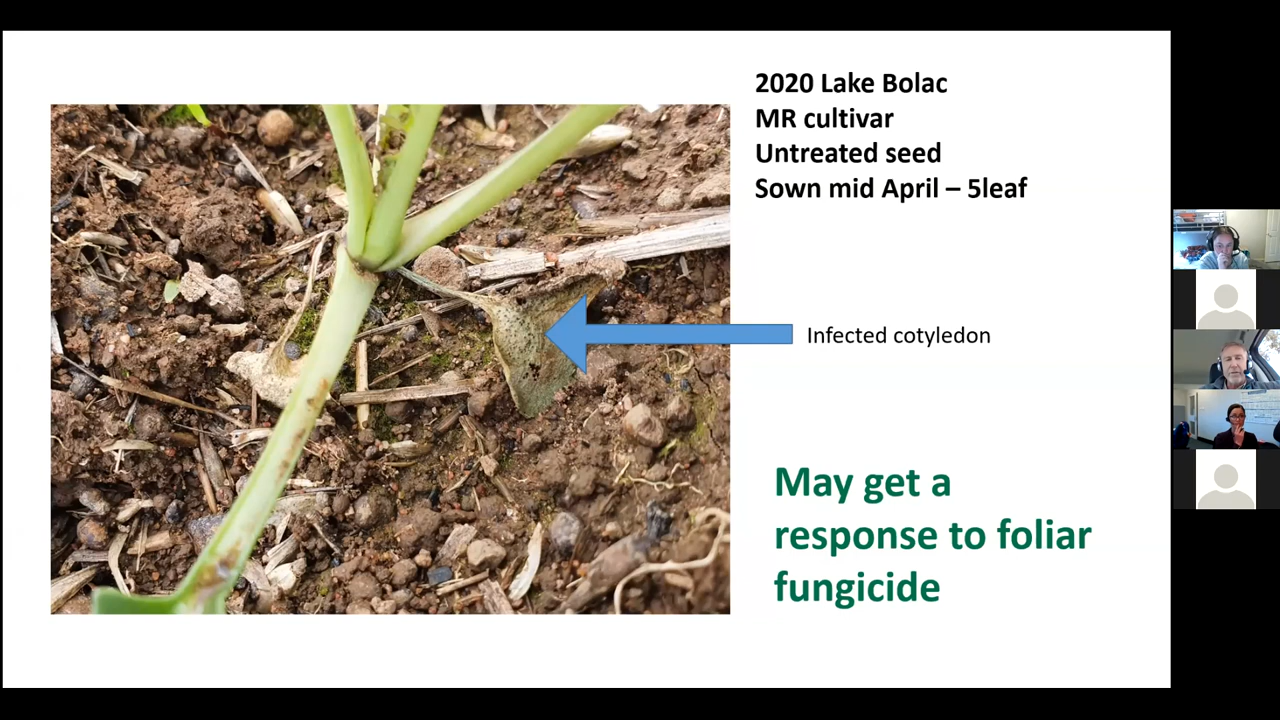 2020 Lake Bolac
MR cultivar
Untreated seed
Sown mid April – 5leaf
Infected cotyledon
May get a
response to foliar
fungicide